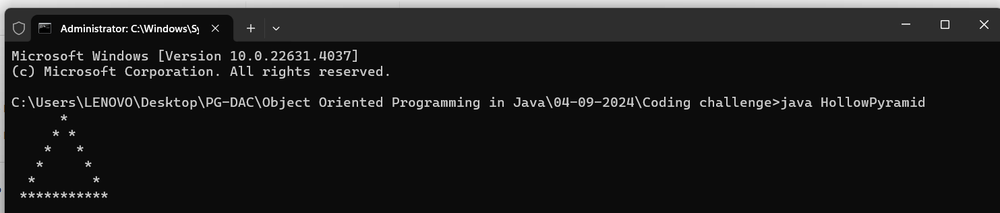 Administrator: C:\Windows\Sy
Microsoft Windows [Version 10.0.22631.4037]
(c) Microsoft Corporation. All rights reserved.
C:\Users\LENOVO\Desktop\PG-DAC\Object Oriented Programming in Java\04-09-2024\Coding challenge>java HollowPyramid
      *
     * *
    *   *
   *     *
  *       *
 ***********